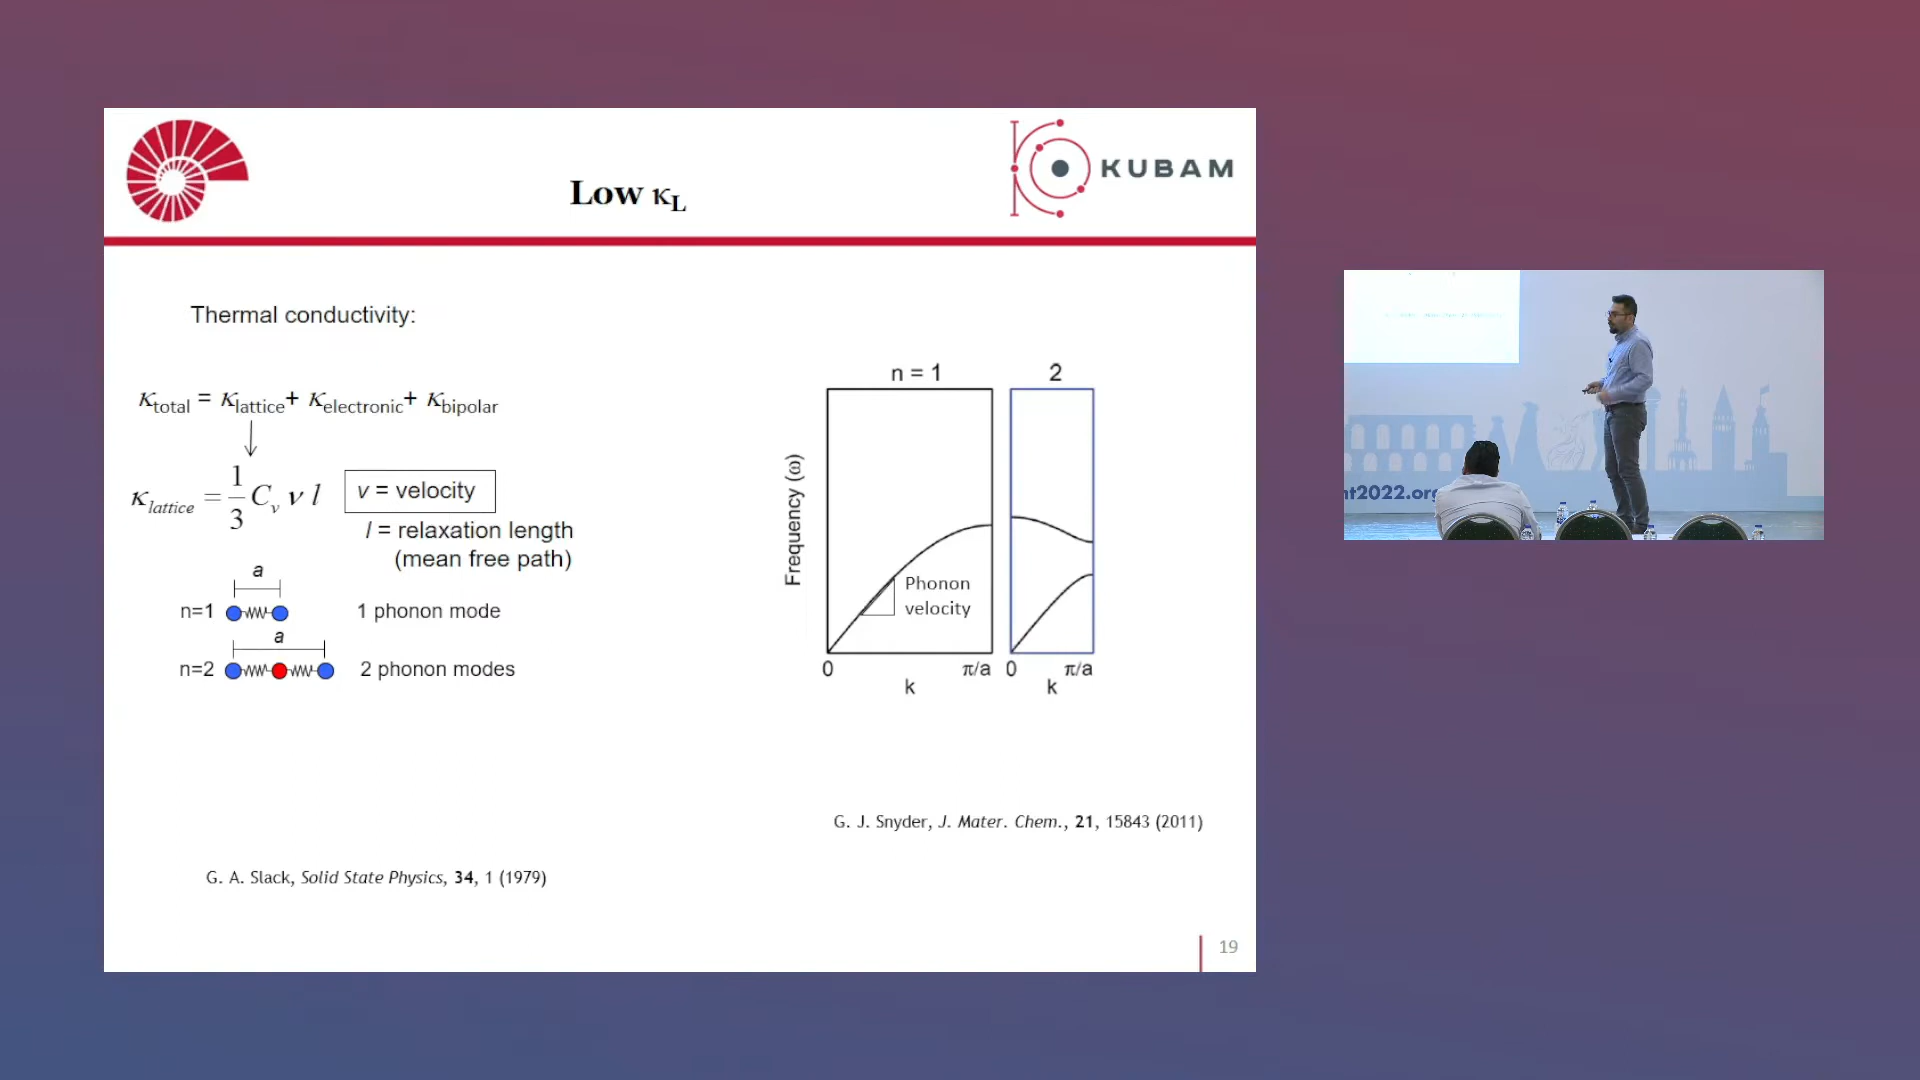 KUBAM
Low κL
Thermal conductivity:
κtotal = κlattice+ κelectronic+ κbipolar
κlattice = 1/3 Cv v l
v = velocity
l = relaxation length
(mean free path)
a
n=1
1 phonon mode
a
n=2
2 phonon modes
n = 1
2
Frequency (ω)
Phonon
velocity
0
π/a
0
π/a
k
k
G. J. Snyder, J. Mater. Chem., 21, 15843 (2011)
G. A. Slack, Solid State Physics, 34, 1 (1979)
19
nt2022.org